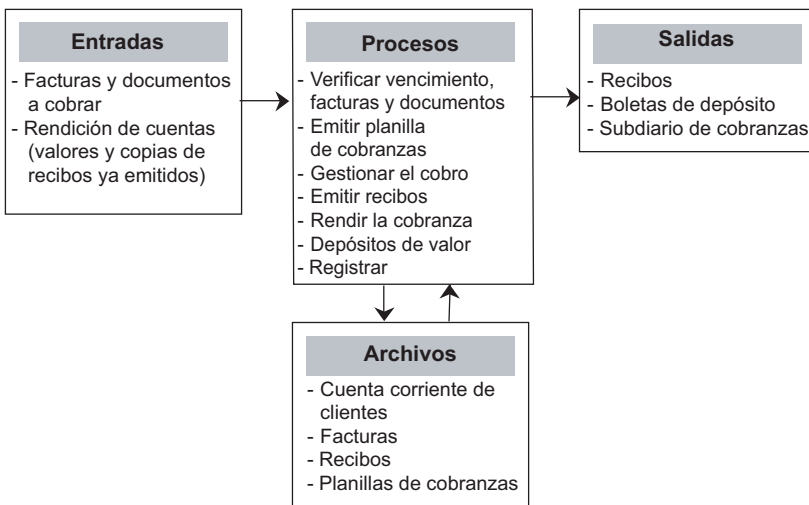 Entradas
- Facturas y documentos
a cobrar
- Rendición de cuentas
(valores y copias de
recibos ya emitidos)
Procesos
- Verificar vencimiento,
facturas y documentos
- Emitir planilla
de cobranzas
- Gestionar el cobro
- Emitir recibos
- Rendir la cobranza
- Depósitos de valor
- Registrar
Salidas
- Recibos
- Boletas de depósito
- Subdiario de cobranzas
Archivos
- Cuenta corriente de
clientes
- Facturas
- Recibos
- Planillas de cobranzas